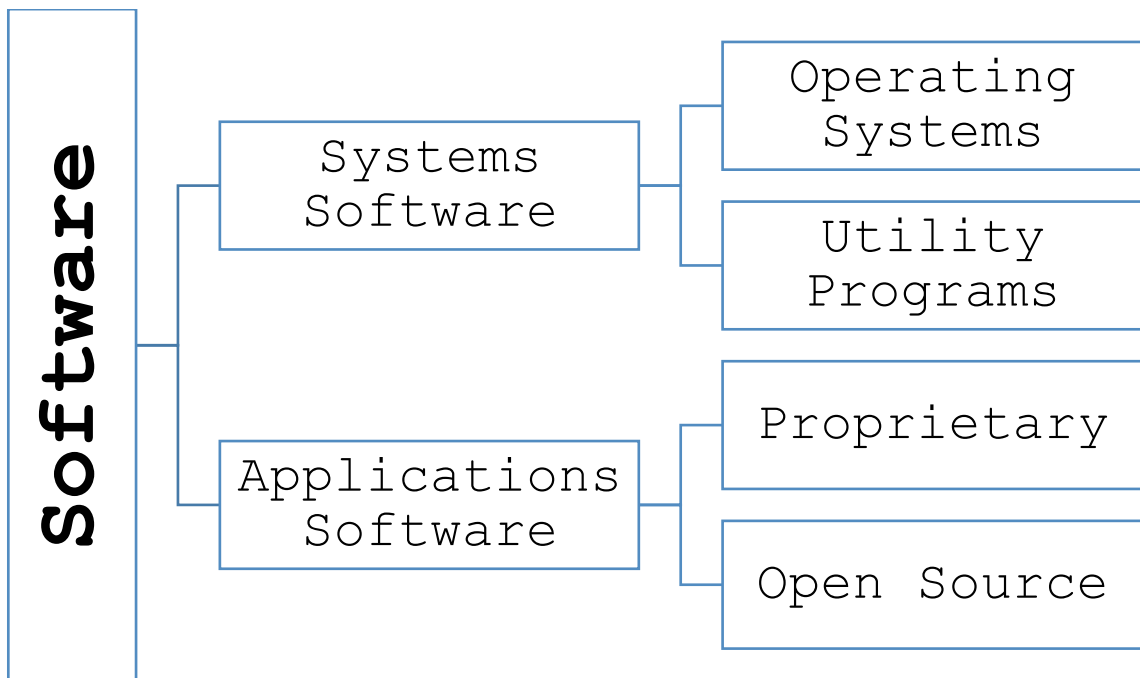 Software
Systems
Software
Operating
Systems
Utility
Programs
Applications
Software
Proprietary
Open Source